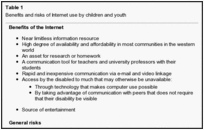 Table 1
Benefits and risks of Internet use by children and youth
Benefits of the Internet
Near limitless information resource
High degree of availability and affordability in most communities in the western
world
An asset for research or homework
A communication tool for teachers and university professors with their
students
Rapid and inexpensive communication via e-mail and video linkage
Access by the disabled to much that may otherwise be unavailable:
Through technology that makes computer use possible
By taking advantage of communication with peers that does not require
that their disability be visible
Source of entertainment
General risks